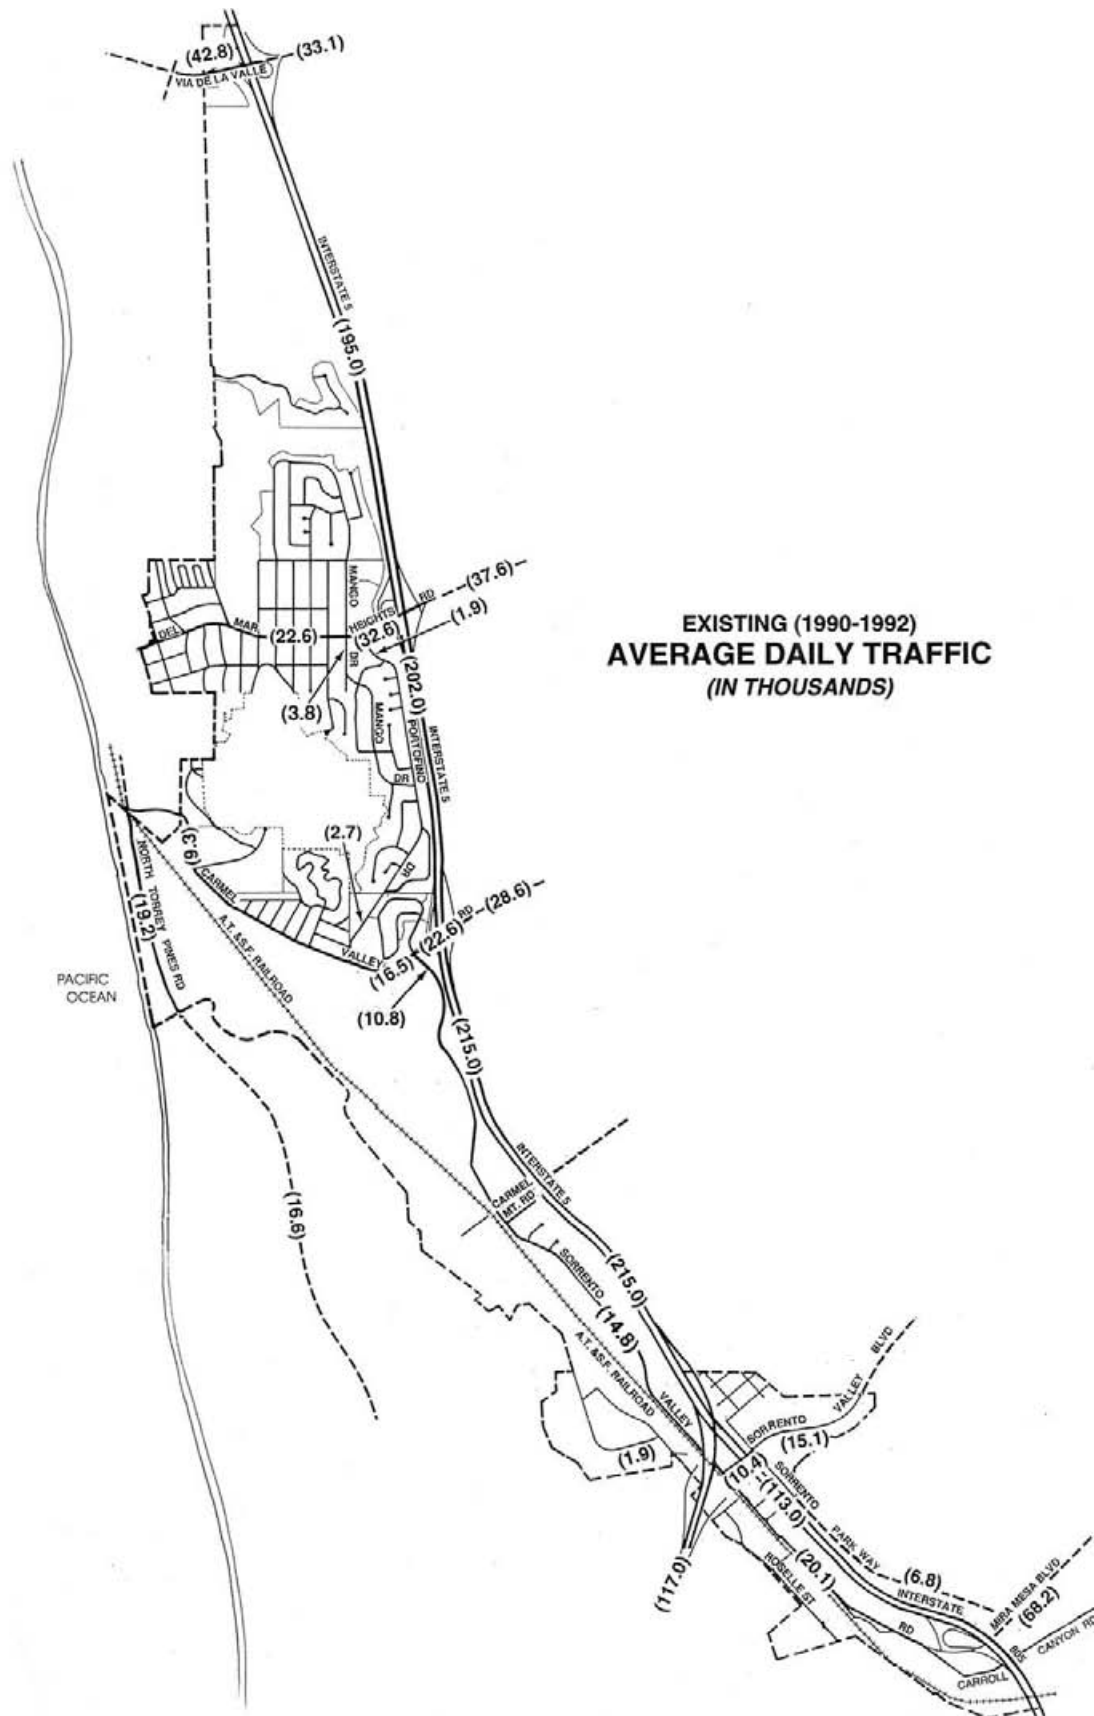 (42.8)
(33.1)
VIA DE LA VALLE
INTERSTATE 5
(195.0)
MANGO
(37.6)
RD
HEIGHTS
(1.9)
DEL
MAR
(22.6)
(32.6)
DR
EXISTING (1990-1992)
AVERAGE DAILY TRAFFIC
(IN THOUSANDS)
(202.0)
(3.8)
MANGO
PORTOFINO
INTERSTATE 5
DR
(2.7)
(9.3)
DR
NORTH TORREY PINES RD
(19.2)
CARMEL
(28.6)
RD
(22.6)
A.T. &S.F. RAILROAD
VALLEY
(16.5)
PACIFIC
OCEAN
(10.8)
(215.0)
INTERSTATE 5
CARMEL
MT. RD
(16.6)
SORRENTO
(215.0)
(14.8)
A.T. &S.F. RAILROAD
BLVD
VALLEY
VALLEY
SORRENTO
(15.1)
(1.9)
(10.4)
SORRENTO
(113.0)
PARK WAY
(117.0)
ROSELLE ST
(20.1)
(6.8)
INTERSTATE
MIRA MESA BLVD
(68.2)
RD
805
CANYON RD
CARROLL